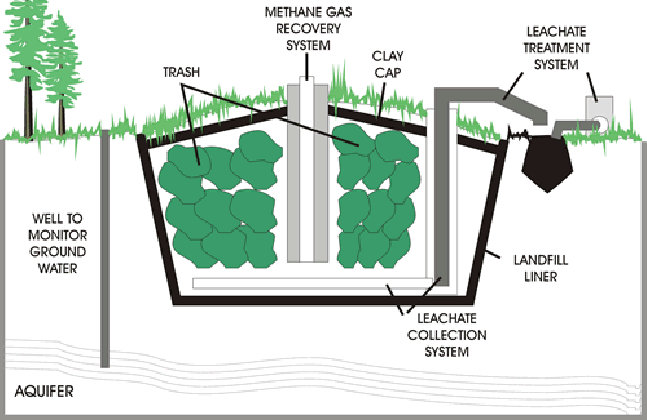 METHANE GAS
RECOVERY
SYSTEM
LEACHATE
TREATMENT
SYSTEM
TRASH
CLAY
CAP
WELL TO
MONITOR
GROUND
WATER
LANDFILL
LINER
LEACHATE
COLLECTION
SYSTEM
AQUIFER